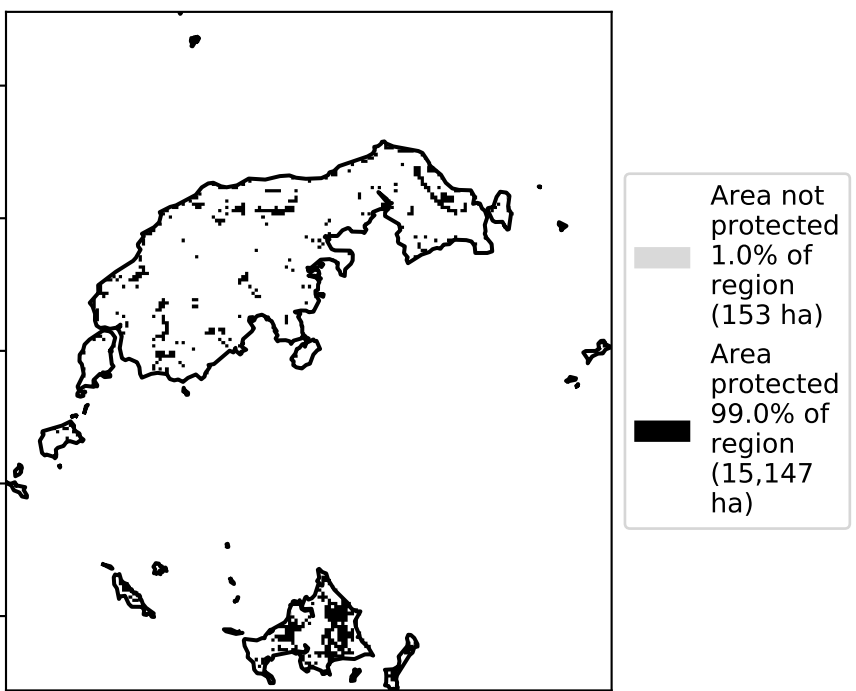 Area not
protected
1.0% of
region
(153 ha)
Area
protected
99.0% of
region
(15,147
ha)